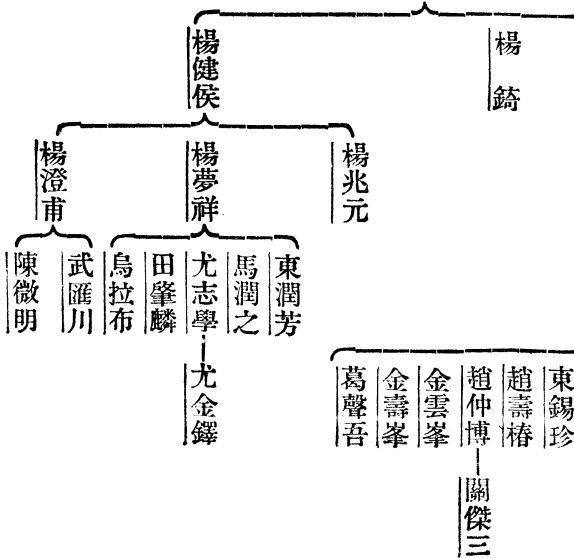 楊錡
楊健侯
楊兆元
楊夢祥
楊澄甫
東潤芳
馬潤之
尤志學
田肇麟
烏拉布
武匯川
陳微明
尤金鐸
東錫珍
趙壽椿
趙仲博
金雲峯
金壽峯
葛聲吾
關傑三